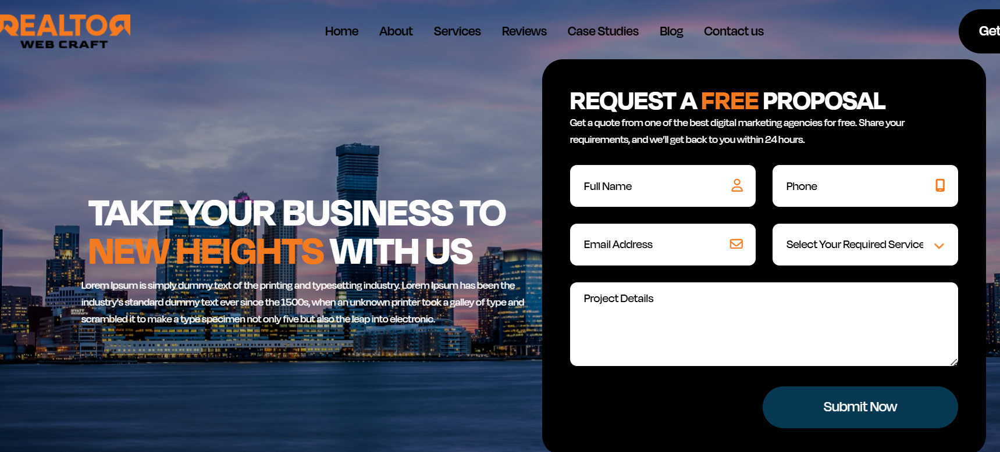 REALTOR
WEB CRAFT
Home About Services Reviews Case Studies Blog Contact us
Get
REQUEST A FREE PROPOSAL
Get a quote from one of the best digital marketing agencies for free. Share your
requirements, and we'll get back to you within 24 hours.
Full Name
Phone
Email Address
Select Your Required Service
Project Details
Submit Now
TAKE YOUR BUSINESS TO
NEW HEIGHTS WITH US
Lorem Ipsum is simply dummy text of the printing and typesetting industry. Lorem Ipsum has been the
industry's standard dummy text ever since the 1500s, when an unknown printer took a galley of type and
scrambled it to make a type specimen not only five but also the leap into electronic.
HYATT